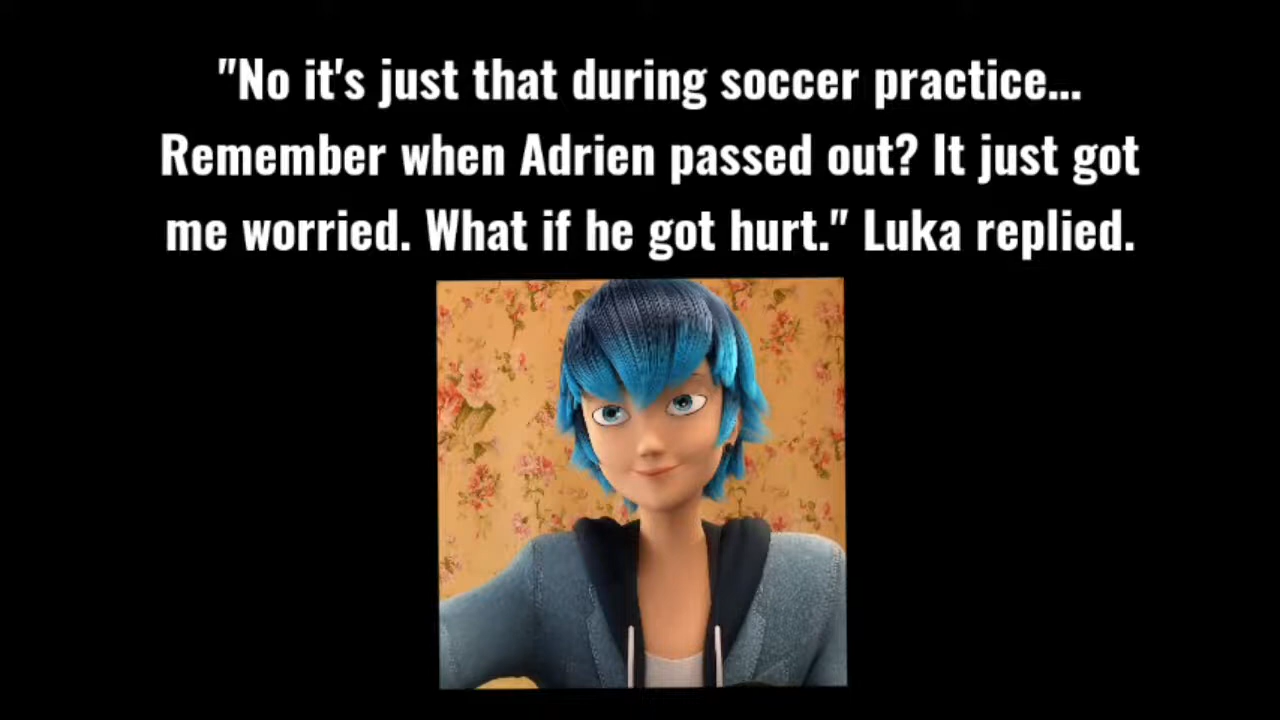 "No it's just that during soccer practice...
Remember when Adrien passed out? It just got
me worried. What if he got hurt." Luka replied.